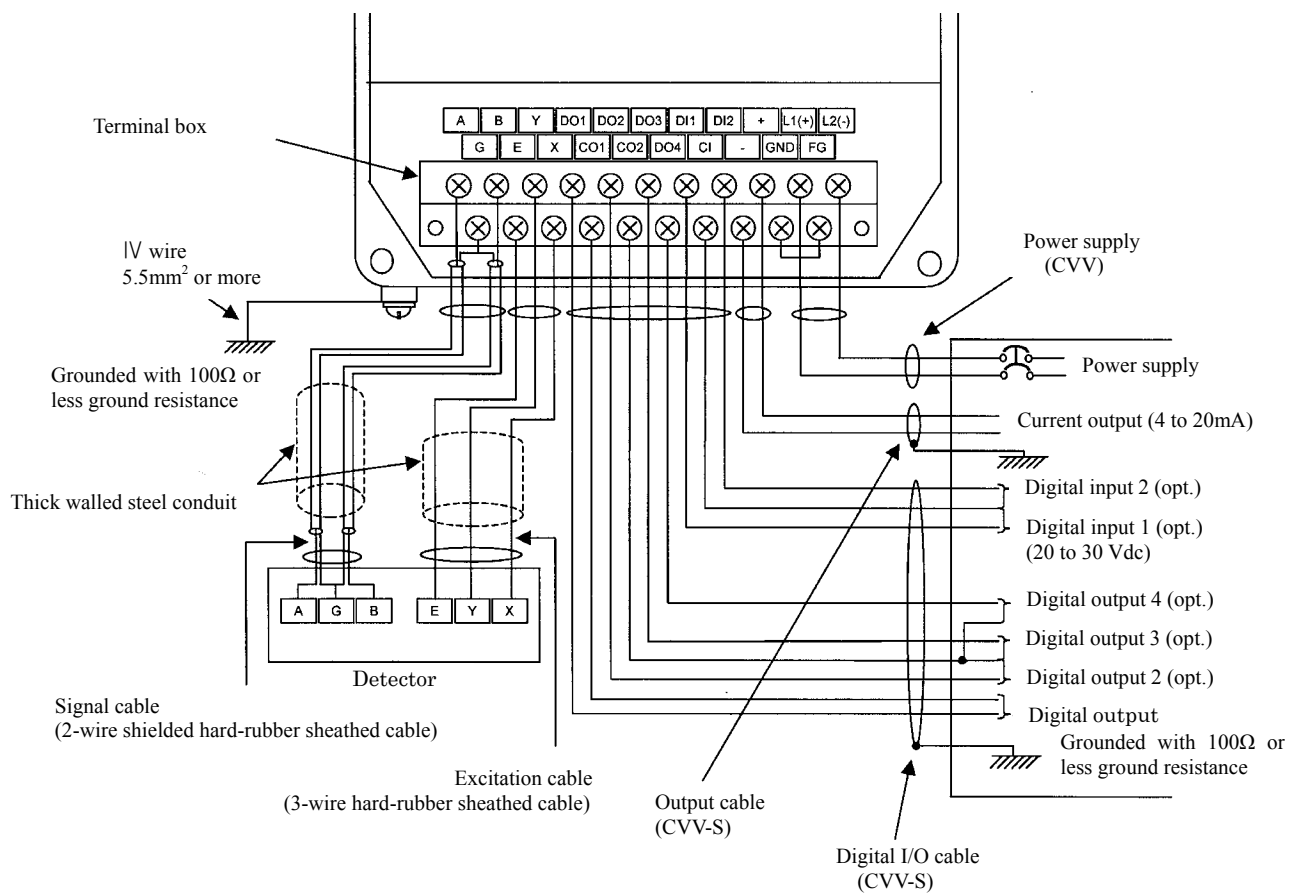 A B Y DO1 DO2 DO3 DI1 DI2 + L1(+) L2(-)
G E X CO1 CO2 DO4 CI - GND FG
Terminal box
IV wire
5.5mm² or more
Grounded with 100Ω or
less ground resistance
Thick walled steel conduit
Power supply
(CVV)
Power supply
Current output (4 to 20mA)
Digital input 2 (opt.)
Digital input 1 (opt.)
(20 to 30 Vdc)
Digital output 4 (opt.)
Digital output 3 (opt.)
Digital output 2 (opt.)
Digital output
Grounded with 100Ω or
less ground resistance
A G B E Y X
Detector
Signal cable
(2-wire shielded hard-rubber sheathed cable)
Excitation cable
(3-wire hard-rubber sheathed cable)
Output cable
(CVV-S)
Digital I/O cable
(CVV-S)